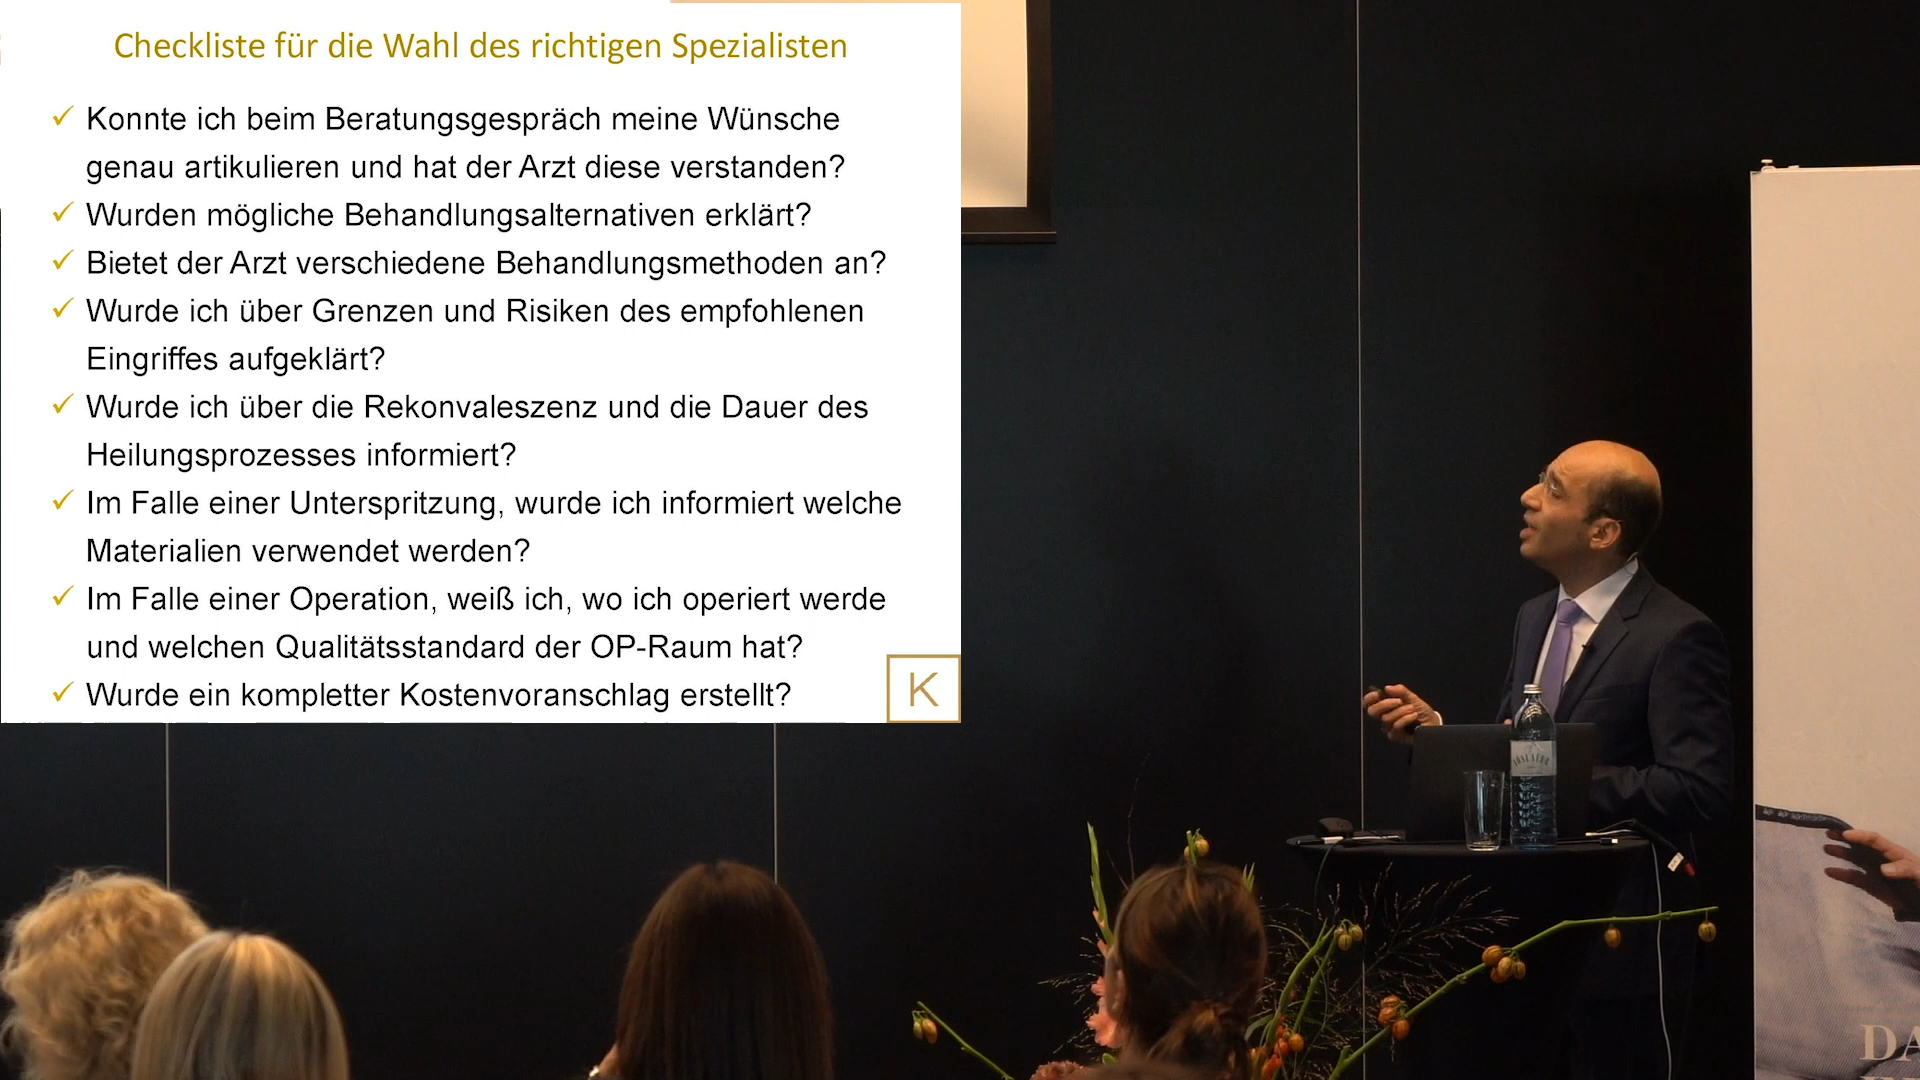 Checkliste für die Wahl des richtigen Spezialisten
✓ Konnte ich beim Beratungsgespräch meine Wünsche
genau artikulieren und hat der Arzt diese verstanden?
✓ Wurden mögliche Behandlungsalternativen erklärt?
✓ Bietet der Arzt verschiedene Behandlungsmethoden an?
✓ Wurde ich über Grenzen und Risiken des empfohlenen
Eingriffes aufgeklärt?
✓ Wurde ich über die Rekonvaleszenz und die Dauer des
Heilungsprozesses informiert?
✓ Im Falle einer Unterspritzung, wurde ich informiert welche
Materialien verwendet werden?
✓ Im Falle einer Operation, weiß ich, wo ich operiert werde
und welchen Qualitätsstandard der OP-Raum hat?
✓ Wurde ein kompletter Kostenvoranschlag erstellt?
K
VÖSLAUER
DA